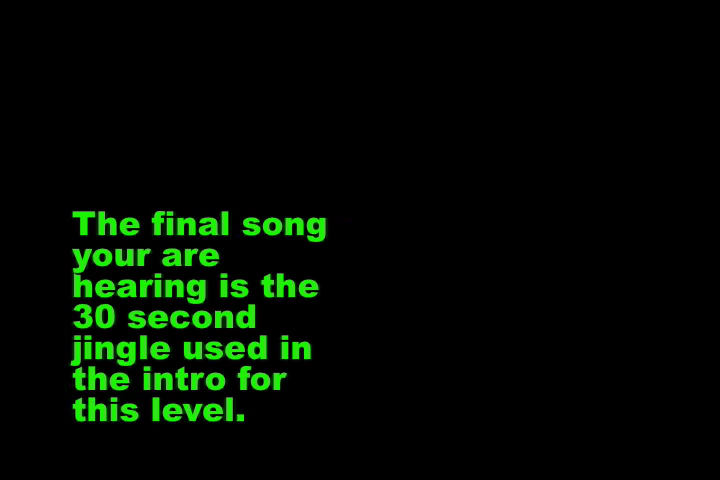 The final song
your are
hearing is the
30 second
jingle used in
the intro for
this level.